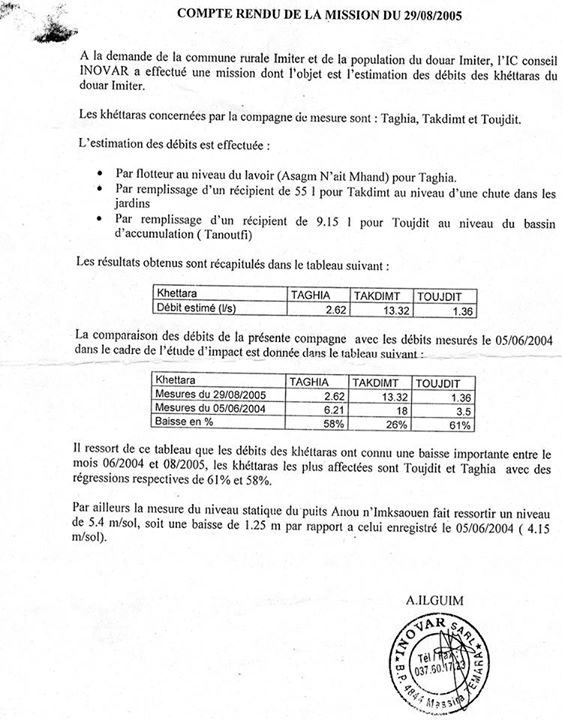 COMPTE RENDU DE LA MISSION DU 29/08/2005
A la demande de la commune rurale Imiter et de la population du douar Imiter, l'IC conseil
INOVAR a effectué une mission dont l'objet est l'estimation des débits des khéttaras du
douar Imiter.
Les khéttaras concernées par la compagne de mesure sont : Taghia, Takdimt et Toujdit.
L'estimation des débits est effectuée :
• Par flotteur au niveau du lavoir (Asagm N'ait Mhand) pour Taghia.
• Par remplissage d'un récipient de 55 l pour Takdimt au niveau d'une chute dans les
jardins
• Par remplissage d'un récipient de 9.15 l pour Toujdit au niveau du bassin
d'accumulation ( Tanoutfi)
Les résultats obtenus sont récapitulés dans le tableau suivant :
Khettara TAGHIA TAKDIMT TOUJDIT
Débit estimé (l/s) 2.62 13.32 1.36
La comparaison des débits de la présente compagne avec les débits mesurés le 05/06/2004
dans le cadre de l'étude d'impact est donnée dans le tableau suivant :
Khettara TAGHIA TAKDIMT TOUJDIT
Mesures du 29/08/2005 2.62 13.32 1.36
Mesures du 05/06/2004 6.21 18 3.5
Baisse en % 58% 26% 61%
Il ressort de ce tableau que les débits des khéttaras ont connu une baisse importante entre le
mois 06/2004 et 08/2005, les khéttaras les plus affectées sont Toujdit et Taghia avec des
régressions respectives de 61% et 58%.
Par ailleurs la mesure du niveau statique du puits Anou n'Imksaouen fait ressortir un niveau
de 5.4 m/sol, soit une baisse de 1.25 m par rapport a celui enregistré le 05/06/2004 ( 4.15
m/sol).
A.ILGUIM
INOVAR SARL
Tél
037.60.17.23
B.P. 4844